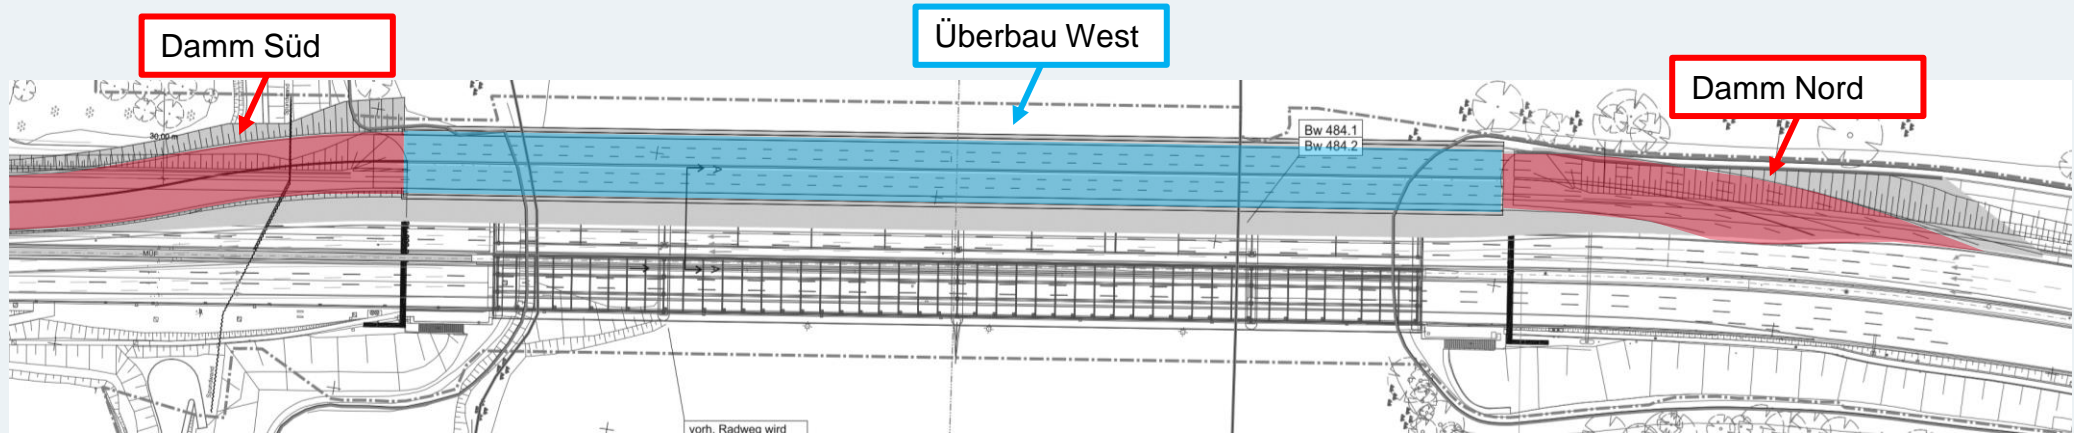 Damm Süd
Überbau West
Damm Nord
30,00 m
Bw 484.1
Bw 484.2
A
A
vorh. Radweg wird